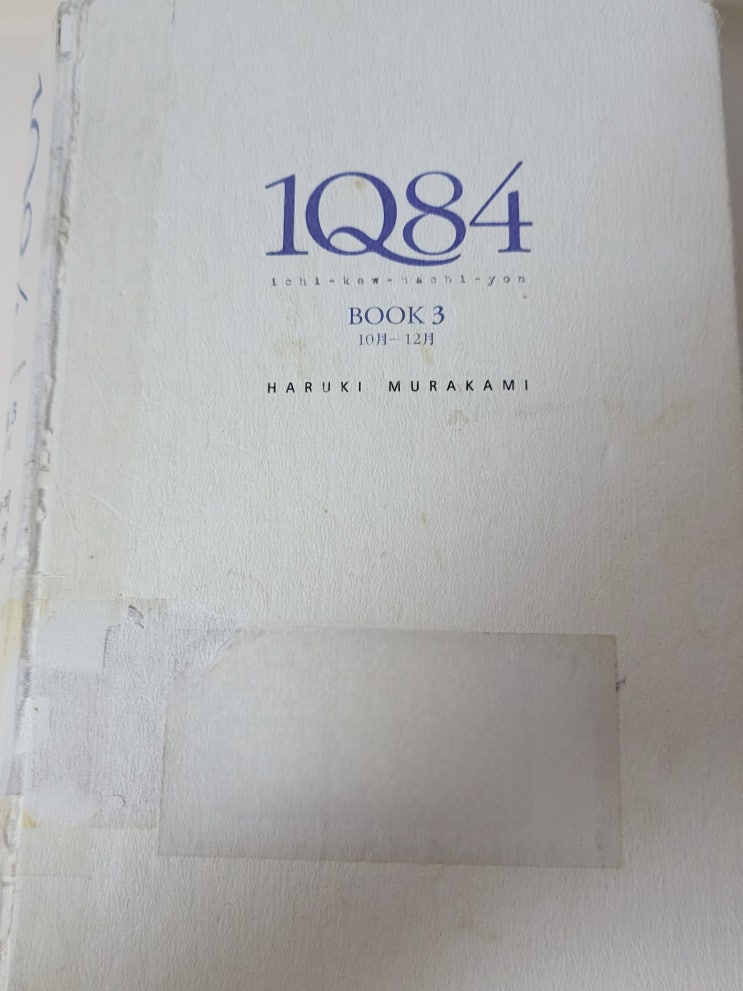 1Q84
ichi-kew-hachi-yon
BOOK 3
10月-12月
HARUKI MURAKAMI